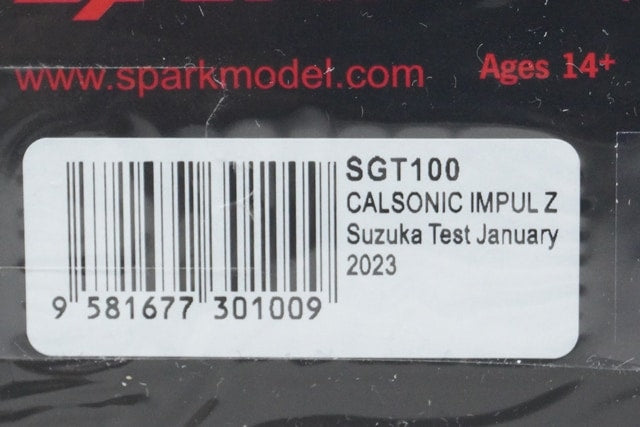 www.sparkmodel.com
Ages 14+
SGT100
CALSONIC IMPUL Z
Suzuka Test January
2023
9 581677 301009